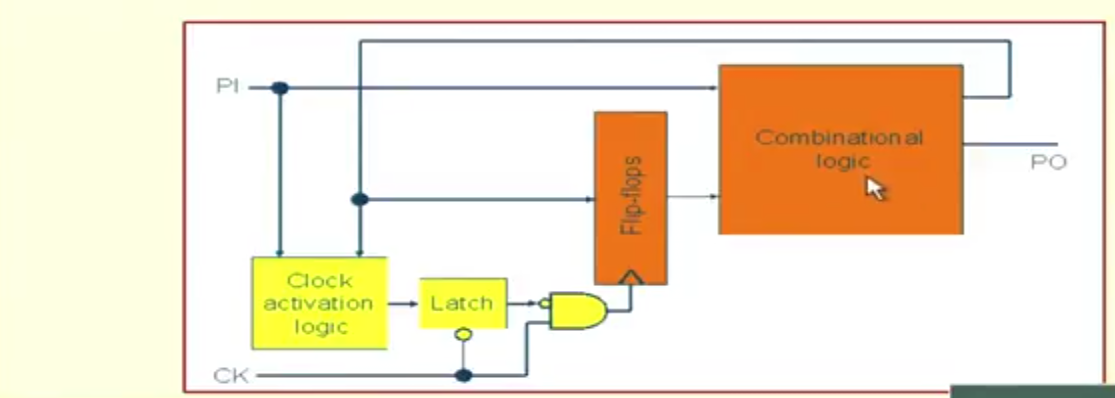 PI
Combinational
logic
PO
Flip-flops
Clock
activation
logic
Latch
CK